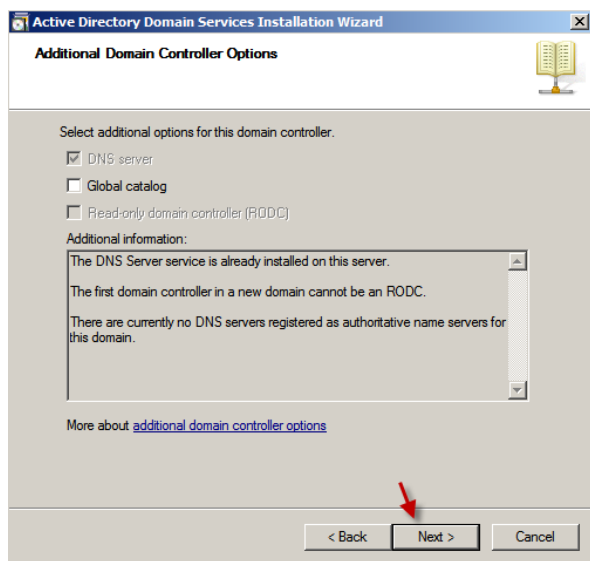 Active Directory Domain Services Installation Wizard
Additional Domain Controller Options
Select additional options for this domain controller.
DNS server
Global catalog
Read-only domain controller (RODC)
Additional information:
The DNS Server service is already installed on this server.
The first domain controller in a new domain cannot be an RODC.
There are currently no DNS servers registered as authoritative name servers for
this domain.
More about additional domain controller options
< Back
Next >
Cancel